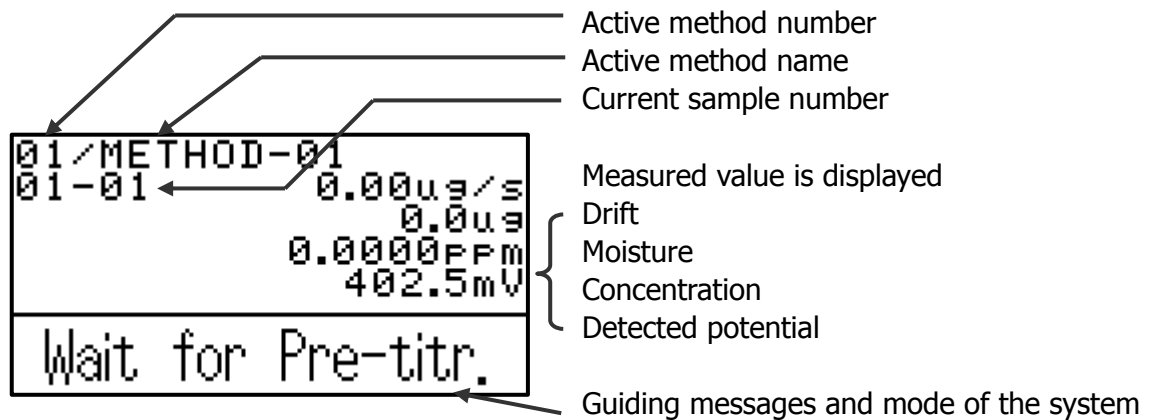 Active method number
Active method name
Current sample number
01/METHOD-01
01-01 0.00ug/s
0.0ug
0.0000ppm
402.5mV
Wait for Pre-titr.
Measured value is displayed
Drift
Moisture
Concentration
Detected potential
Guiding messages and mode of the system